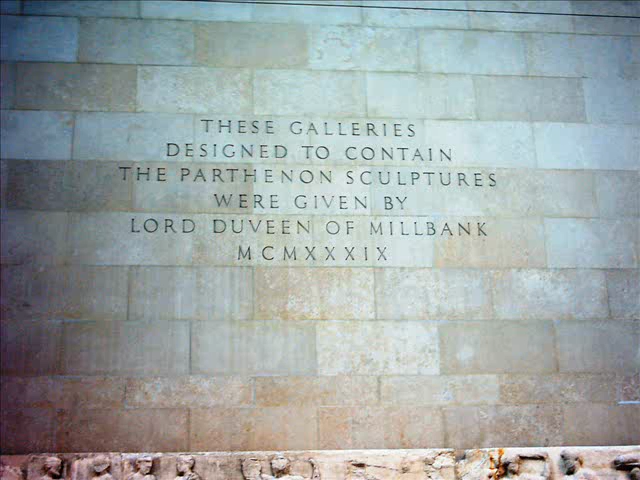 THESE GALLERIES
DESIGNED TO CONTAIN
THE PARTHENON SCULPTURES
WERE GIVEN BY
LORD DUVEEN OF MILLBANK
MCMXXXIX